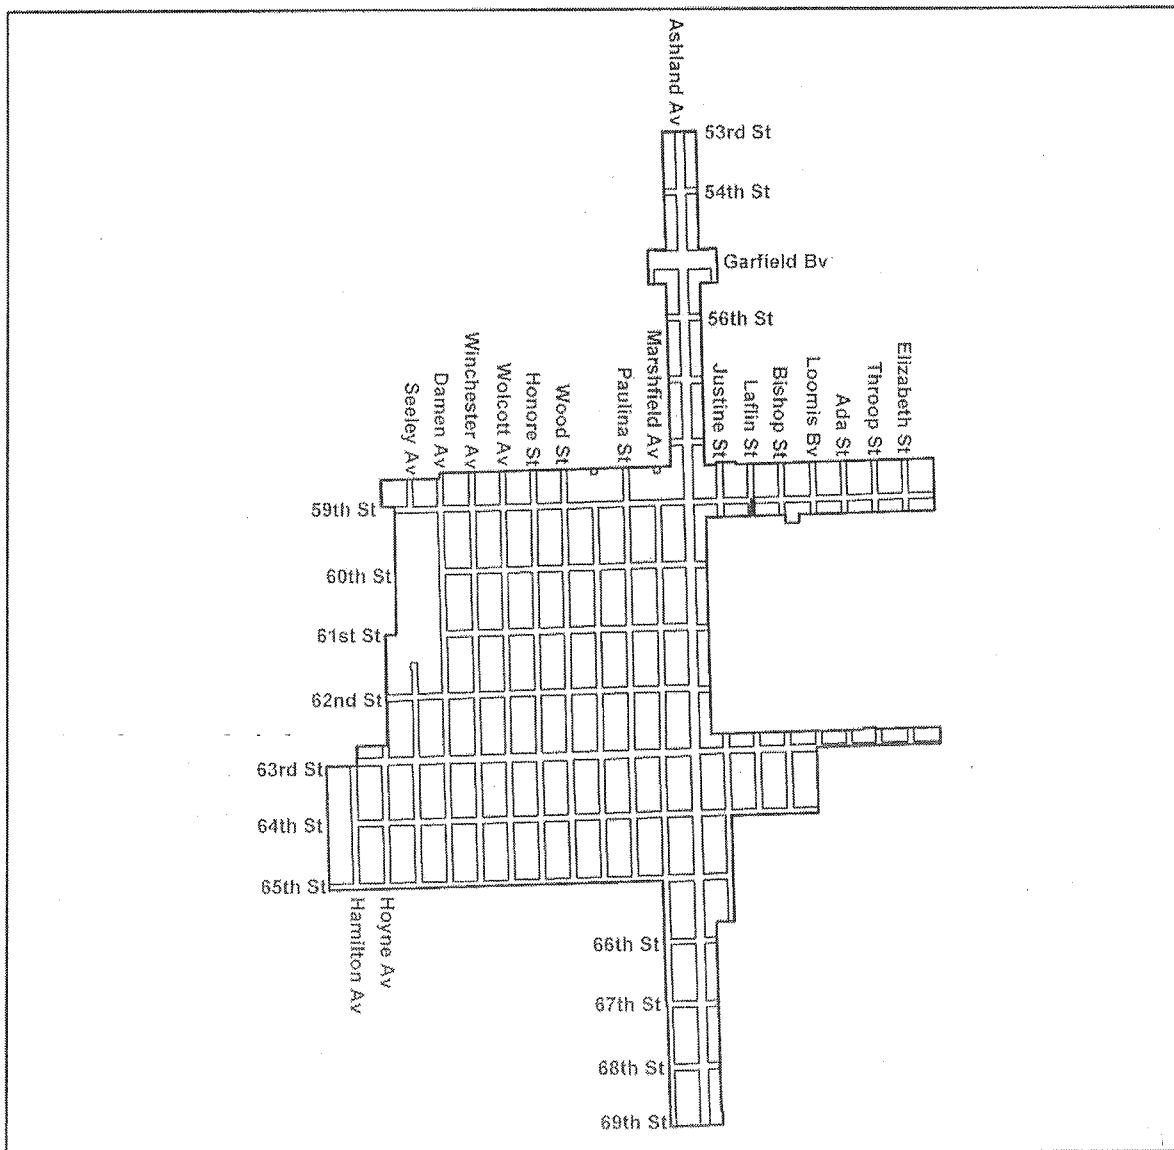 Ashland Av
53rd St
54th St
Garfield Bv
56th St
Seeley Av
Damen Av
Winchester Av
Wolcott Av
Honore St
Wood St
Paulina St
Marshfield Av
Justine St
Laflin St
Bishop St
Loomis Bv
Ada St
Throop St
Elizabeth St
59th St
60th St
61st St
62nd St
63rd St
64th St
65th St
Hamilton Av
Hoyne Av
66th St
67th St
68th St
69th St